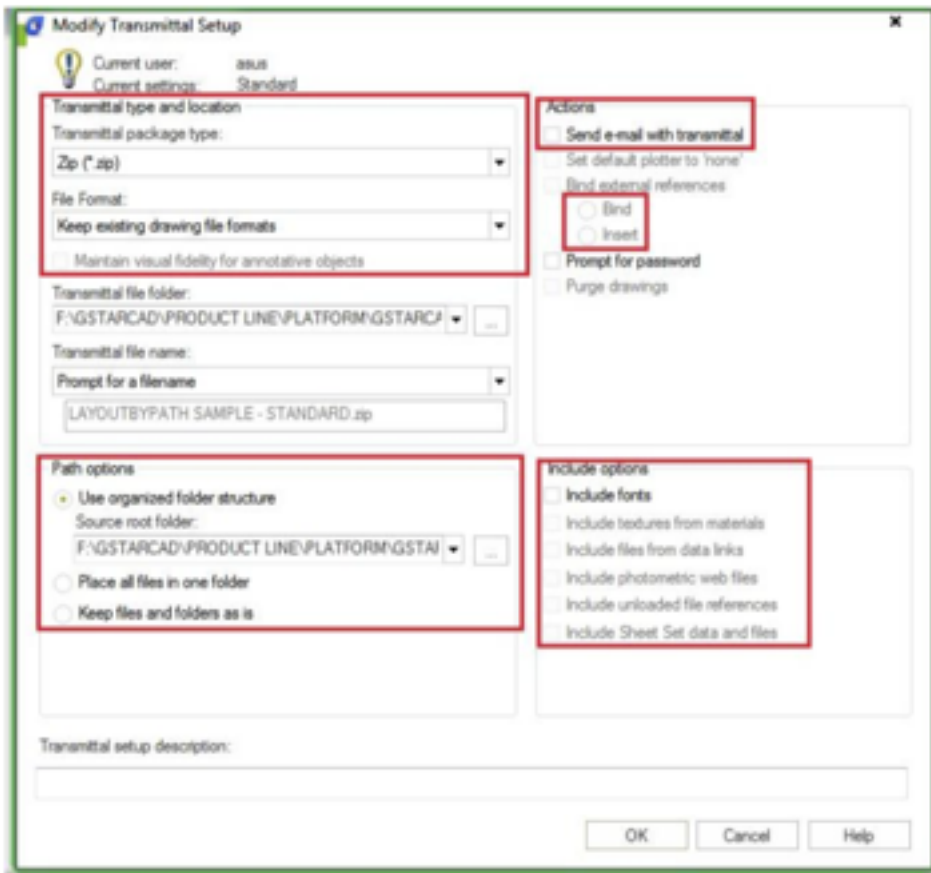 Modify Transmittal Setup
Current user: asus
Current settings: Standard
Transmittal type and location
Transmittal package type:
Zip (*.zip)
File Format:
Keep existing drawing file formats
Maintain visual fidelity for annotative objects
Transmittal file folder:
F:\GSTARCAD\PRODUCT LINE\PLATFORM\GSTARCA
...
Transmittal file name:
Prompt for a filename
LAYOUTBYPATH SAMPLE - STANDARD.zip
Actions
Send e-mail with transmittal
Set default plotter to 'none'
Bind external references
Bind
Insert
Prompt for password
Purge drawings
Path options
Use organized folder structure
Source root folder:
F:\GSTARCAD\PRODUCT LINE\PLATFORM\GSTAI
...
Place all files in one folder
Keep files and folders as is
Include options
Include fonts
Include textures from materials
Include files from data links
Include photometric web files
Include unloaded file references
Include Sheet Set data and files
Transmittal setup description:
OK Cancel Help